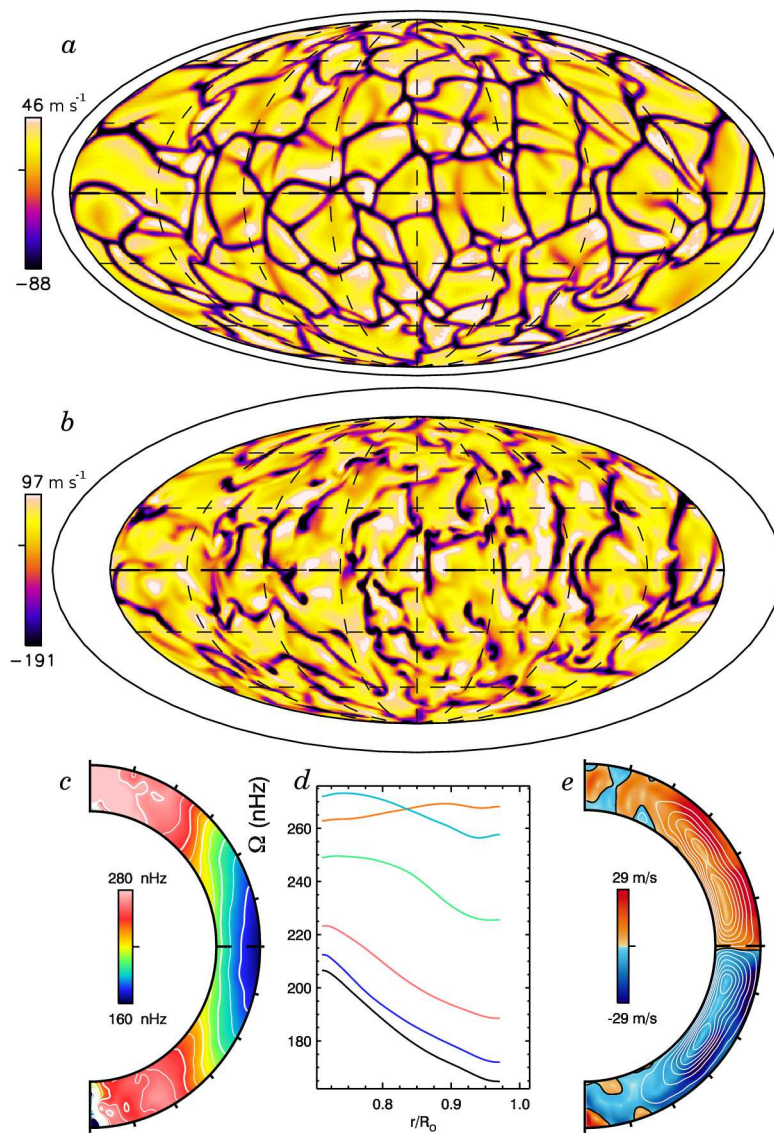 a
46 m s⁻¹
−88
b
97 m s⁻¹
−191
c
280 nHz
160 nHz
d
Ω (nHz)
260
240
220
200
180
0.8 0.9 1.0
r/Rₒ
e
29 m/s
-29 m/s